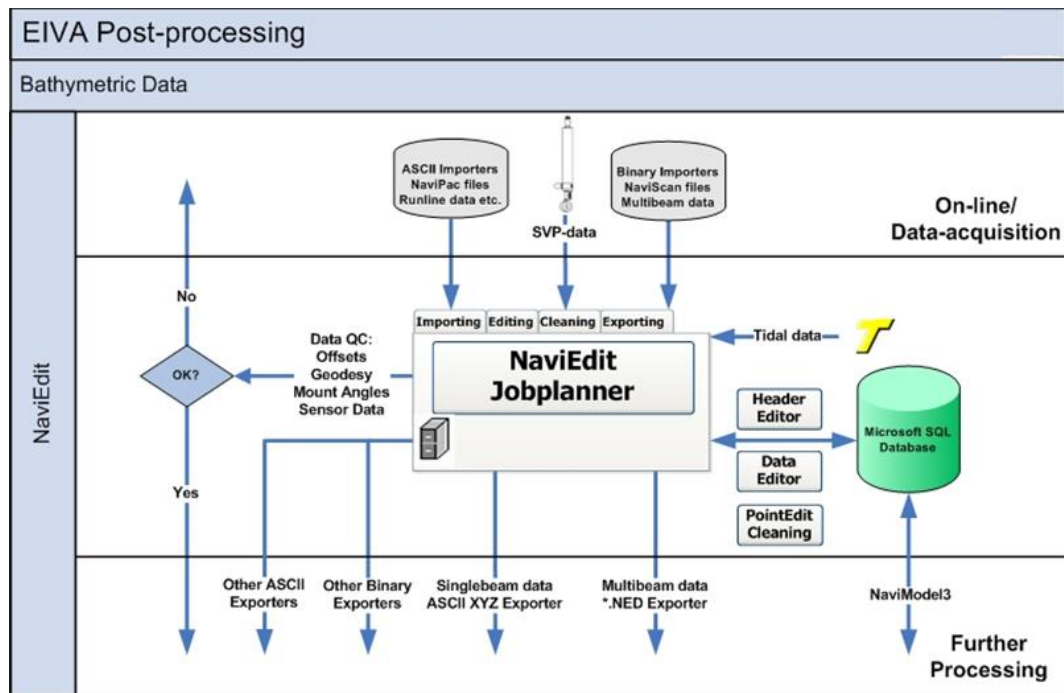 EIVA Post-processing
Bathymetric Data
NaviEdit
ASCII Importers
NaviPac files
Runline data etc.
SVP-data
Binary Importers
NaviScan files
Multibeam data
On-line/
Data-acquisition
No
OK?
Yes
Data QC:
Offsets
Geodesy
Mount Angles
Sensor Data
Importing
Editing
Cleaning
Exporting
NaviEdit
Jobplanner
Tidal data
T
Header
Editor
Data
Editor
PointEdit
Cleaning
Microsoft SQL
Database
Other ASCII
Exporters
Other Binary
Exporters
Singlebeam data
ASCII XYZ Exporter
Multibeam data
*.NED Exporter
NaviModel3
Further
Processing